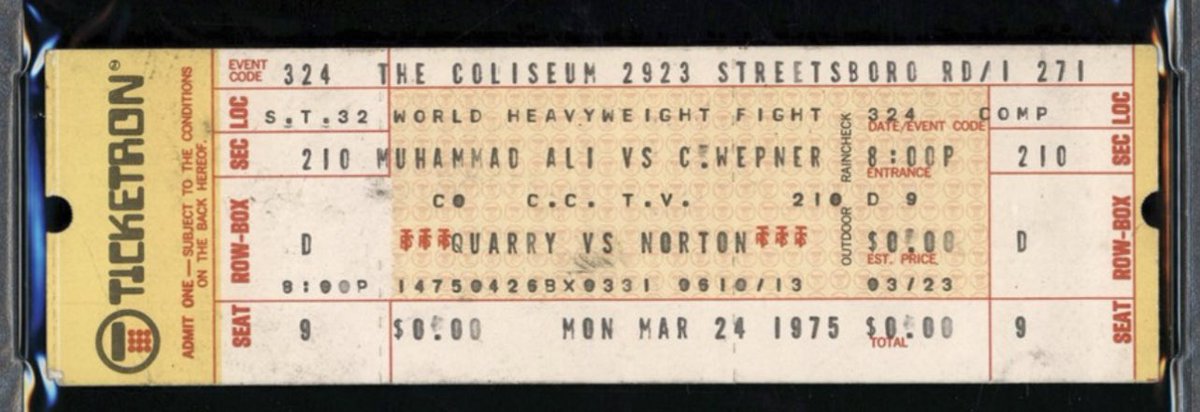 TICKETRON®
ADMIT ONE — SUBJECT TO THE CONDITIONS
ON THE BACK HEREOF.
EVENT CODE 324 THE COLISEUM 2923 STREETSBORO RD/I 271
LOC S.T.32 WORLD HEAVYWEIGHT FIGHT 324 COMP LOC
DATE/EVENT CODE
SEC 210 MUHAMMAD ALI VS C.WEPNER 8:00P 210 SEC
ENTRANCE
CO C.C. T.V. 210 D 9
OUTDOOR RAINCHECK
ROW-BOX D QUARRY VS NORTON $0.00 D ROW-BOX
EST. PRICE
8:00P 14750426BX0331 0610/13 03/23
SEAT 9 $0.00 MON MAR 24 1975 $0.00 9 SEAT
TOTAL